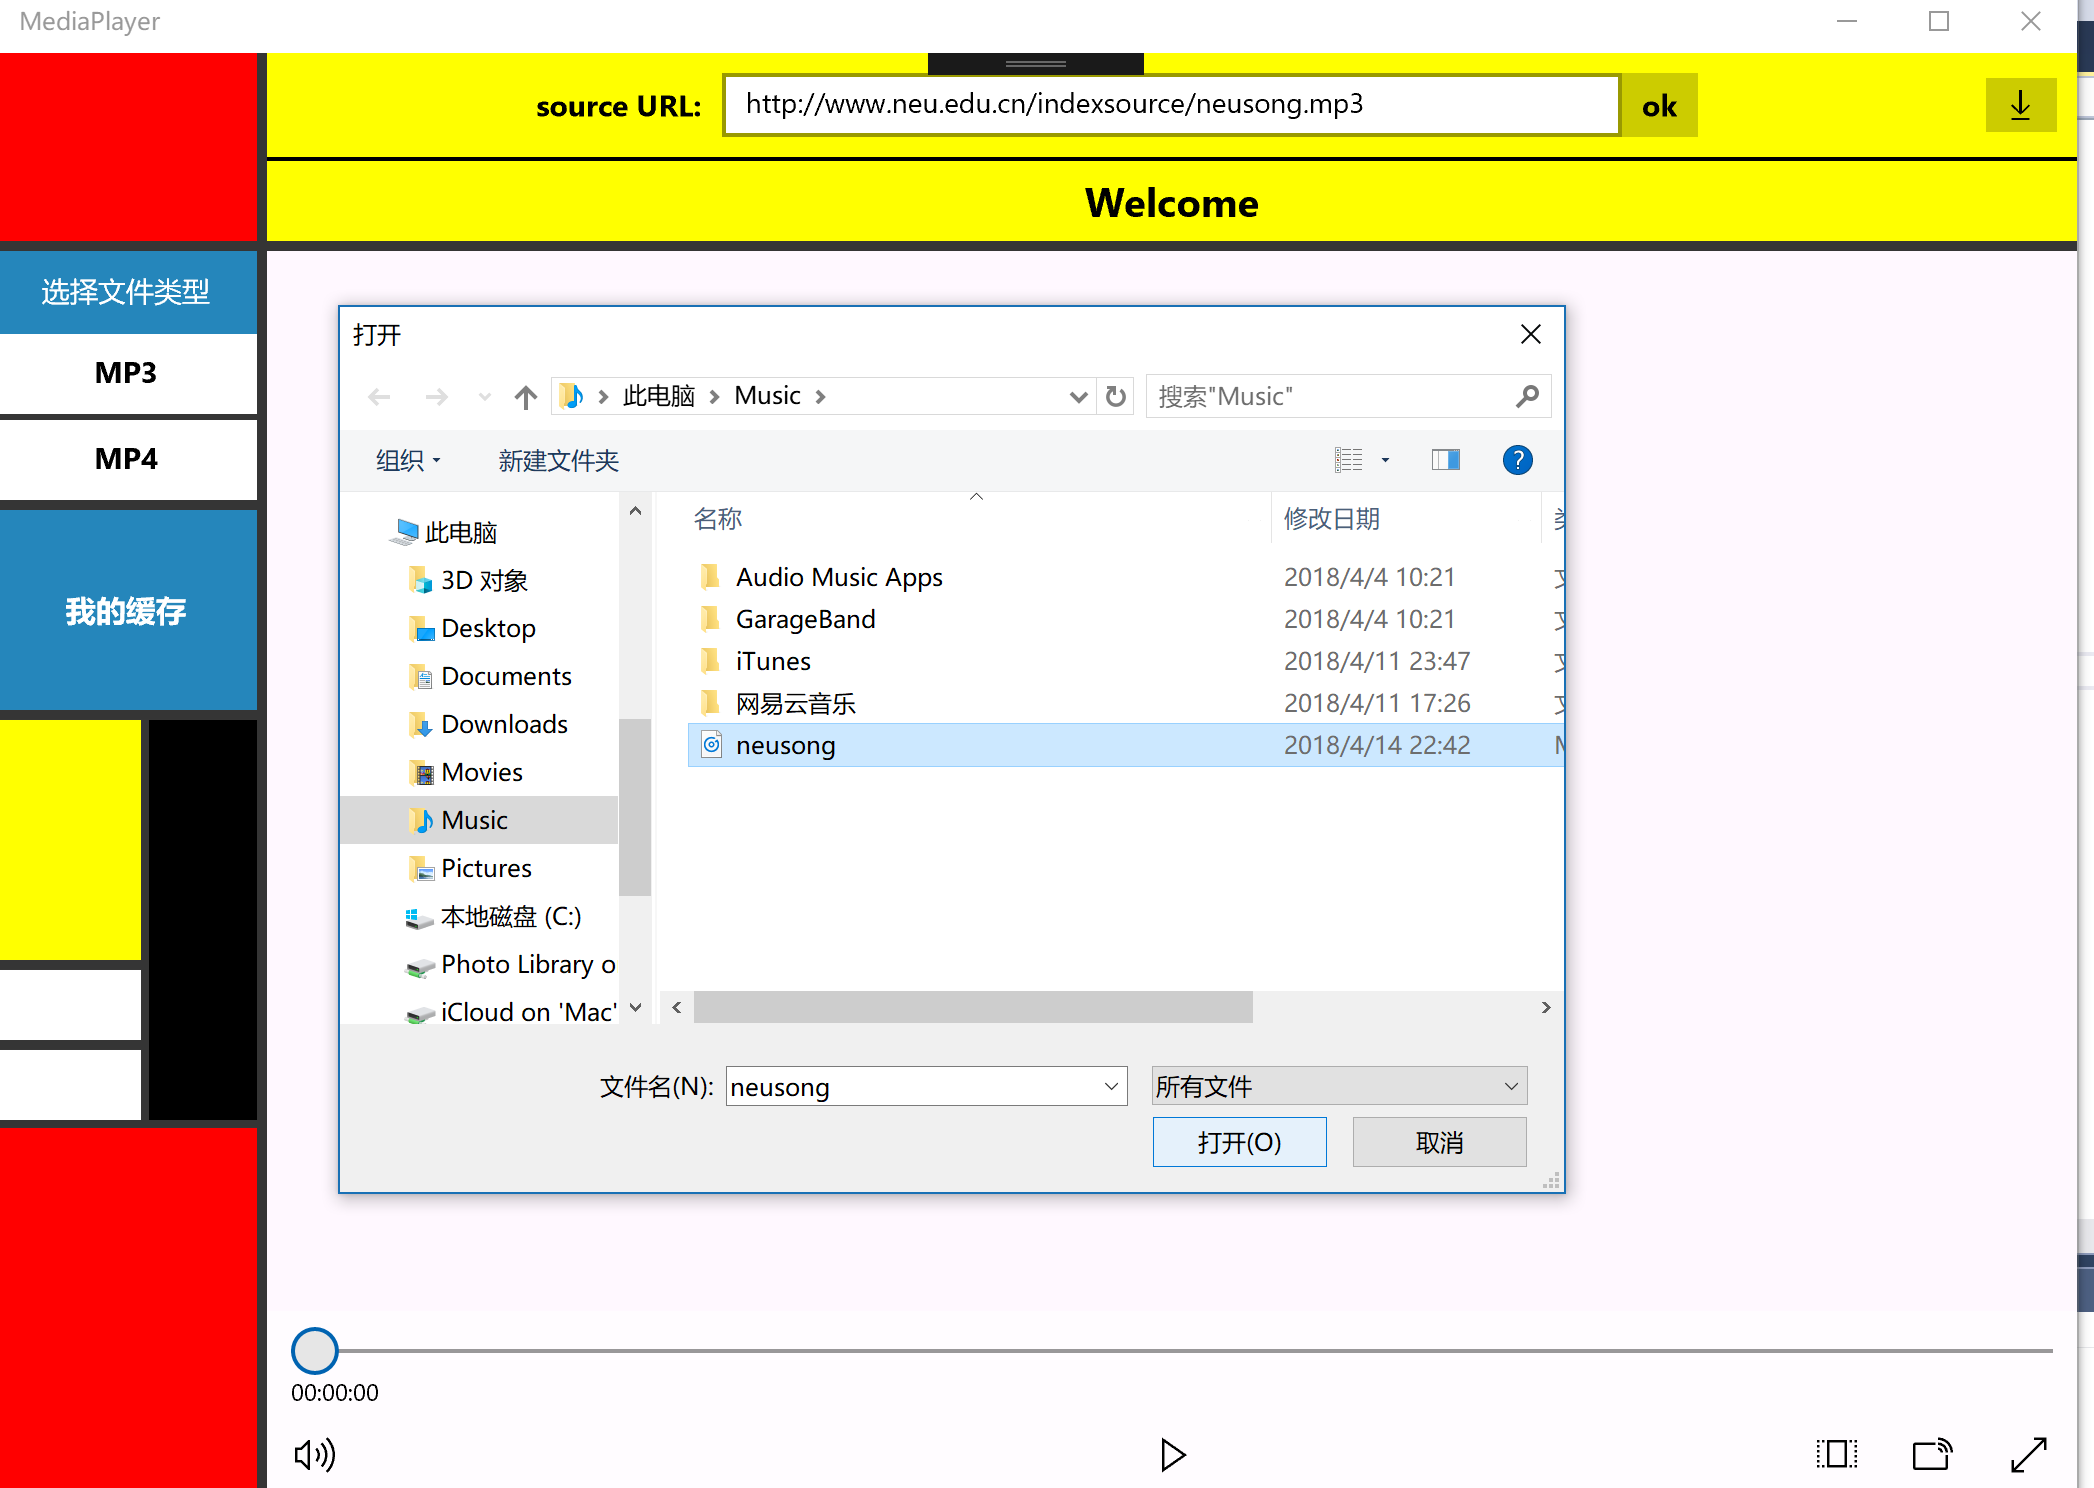 MediaPlayer
source URL: http://www.neu.edu.cn/indexsource/neusong.mp3 ok
Welcome
选择文件类型
MP3
MP4
我的缓存
打开
此电脑 Music
搜索"Music"
组织 新建文件夹
此电脑
3D 对象
Desktop
Documents
Downloads
Movies
Music
Pictures
本地磁盘 (C:)
Photo Library o
iCloud on 'Mac'
名称 修改日期
Audio Music Apps 2018/4/4 10:21
GarageBand 2018/4/4 10:21
iTunes 2018/4/11 23:47
网易云音乐 2018/4/11 17:26
neusong 2018/4/14 22:42
文件名(N): neusong 所有文件
打开(O) 取消
00:00:00